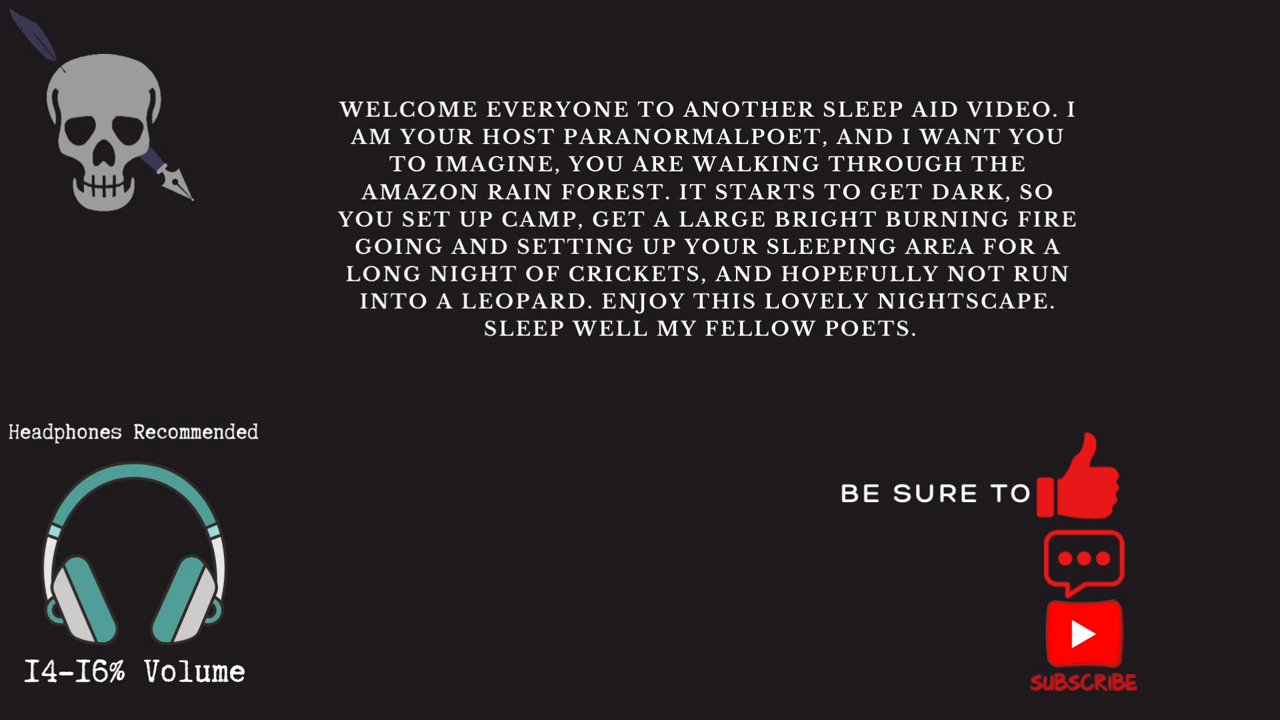 WELCOME EVERYONE TO ANOTHER SLEEP AID VIDEO. I
AM YOUR HOST PARANORMALPOET, AND I WANT YOU
TO IMAGINE, YOU ARE WALKING THROUGH THE
AMAZON RAIN FOREST. IT STARTS TO GET DARK, SO
YOU SET UP CAMP, GET A LARGE BRIGHT BURNING FIRE
GOING AND SETTING UP YOUR SLEEPING AREA FOR A
LONG NIGHT OF CRICKETS, AND HOPEFULLY NOT RUN
INTO A LEOPARD. ENJOY THIS LOVELY NIGHTSCAPE.
SLEEP WELL MY FELLOW POETS.
Headphones Recommended
14-16% Volume
BE SURE TO
SUBSCRIBE